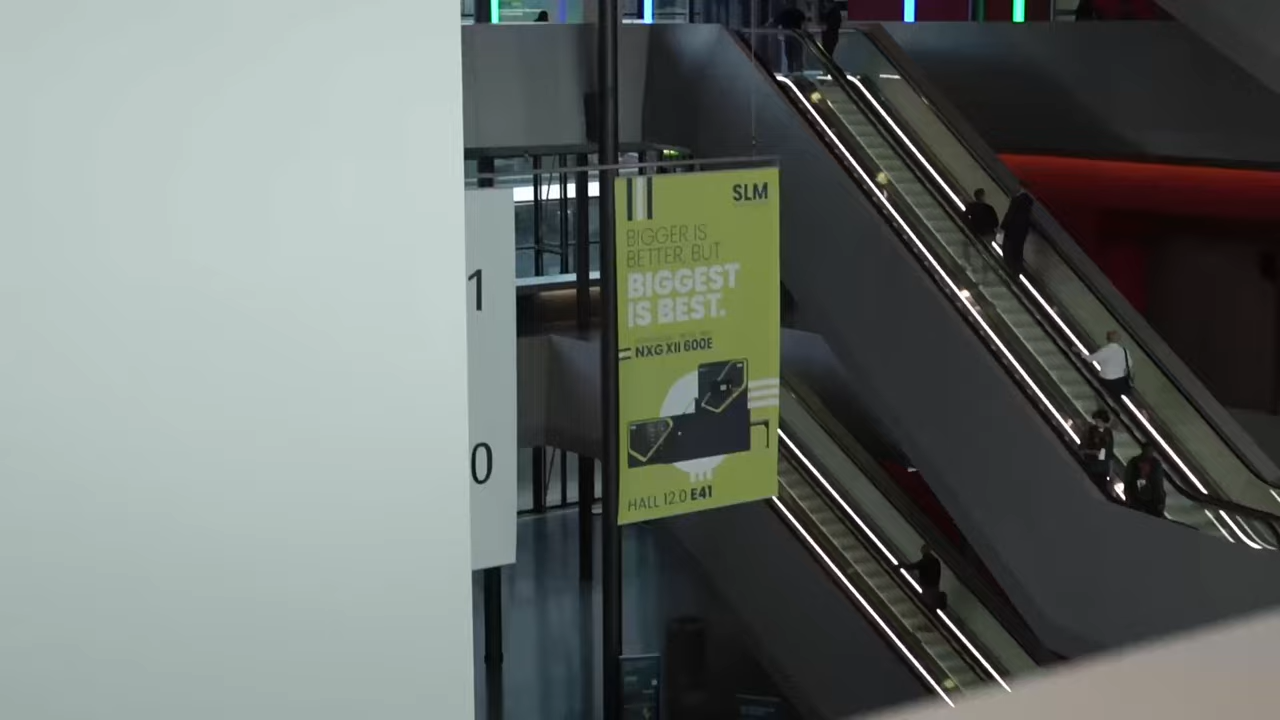 SLM
BIGGER IS
BETTER, BUT
BIGGEST
IS BEST.
NXG XII 600E
HALL 12.0 E41
1
0